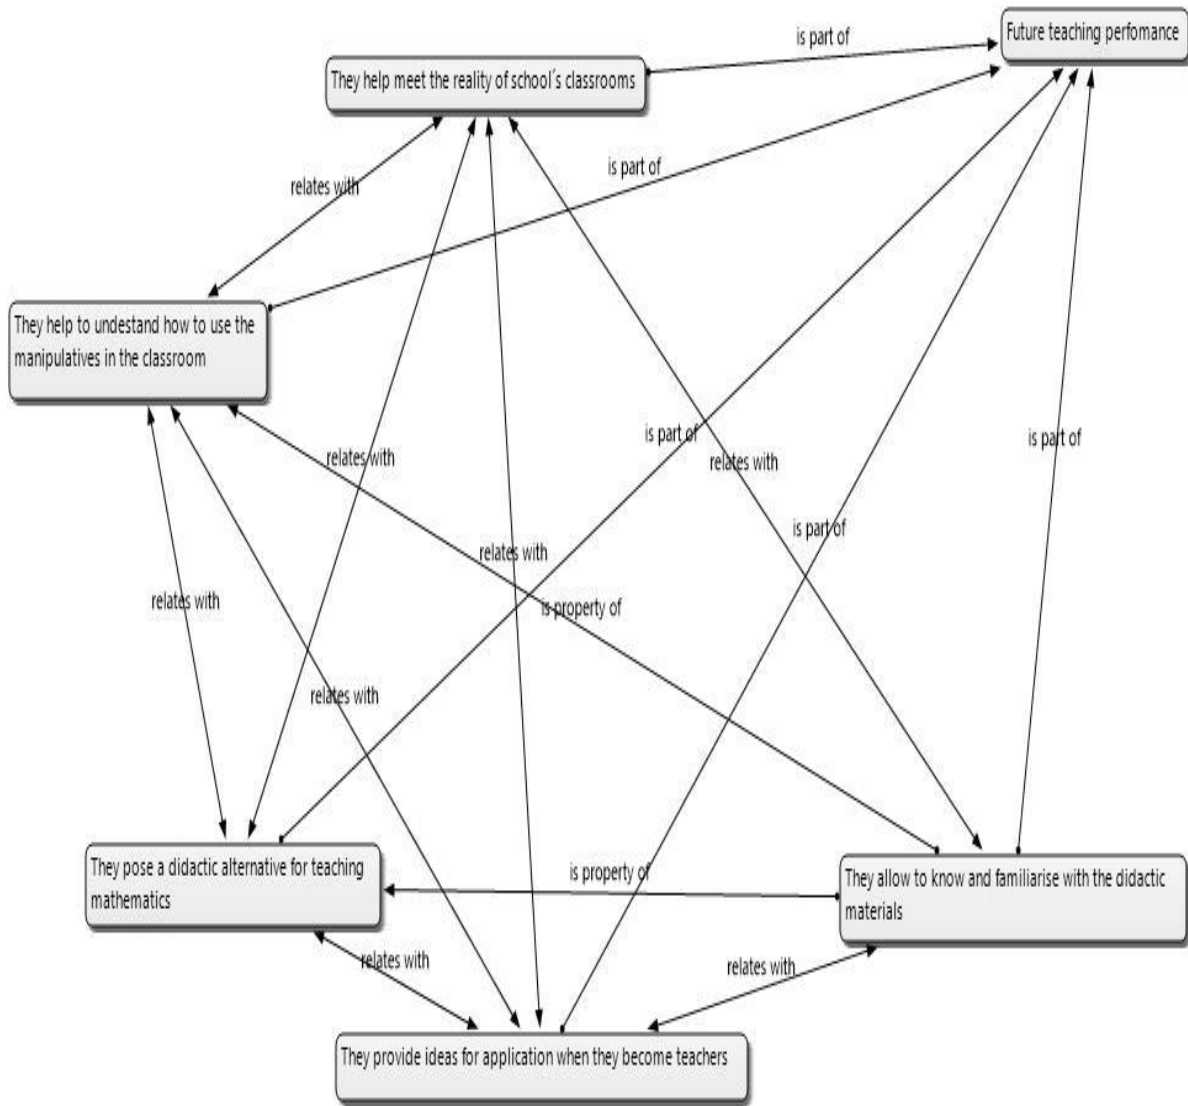 Future teaching perfomance
is part of
They help meet the reality of school´s classrooms
is part of
relates with
They help to undestand how to use the
manipulatives in the classroom
is part of
relates with
relates with
is part of
is part of
relates with
relates with
is property of
relates with
They pose a didactic alternative for teaching
mathematics
is property of
They allow to know and familiarise with the didactic
materials
relates with
relates with
They provide ideas for application when they become teachers